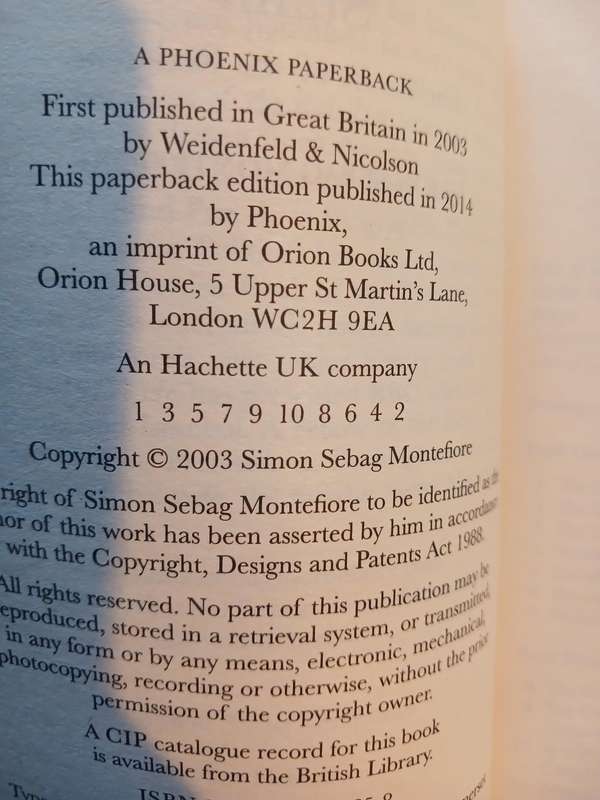 A PHOENIX PAPERBACK
First published in Great Britain in 2003
by Weidenfeld & Nicolson
This paperback edition published in 2014
by Phoenix,
an imprint of Orion Books Ltd,
Orion House, 5 Upper St Martin's Lane,
London WC2H 9EA
An Hachette UK company
1 3 5 7 9 10 8 6 4 2
Copyright © 2003 Simon Sebag Montefiore
right of Simon Sebag Montefiore to be identified as
of this work has been asserted by him in accordance
with the Copyright, Designs and Patents Act 1988.
All rights reserved. No part of this publication may be
reproduced, stored in a retrieval system, or transmitted,
in any form or by any means, electronic, mechanical,
photocopying, recording or otherwise, without the prior
permission of the copyright owner.
A CIP catalogue record for this book
is available from the British Library.
ISBN